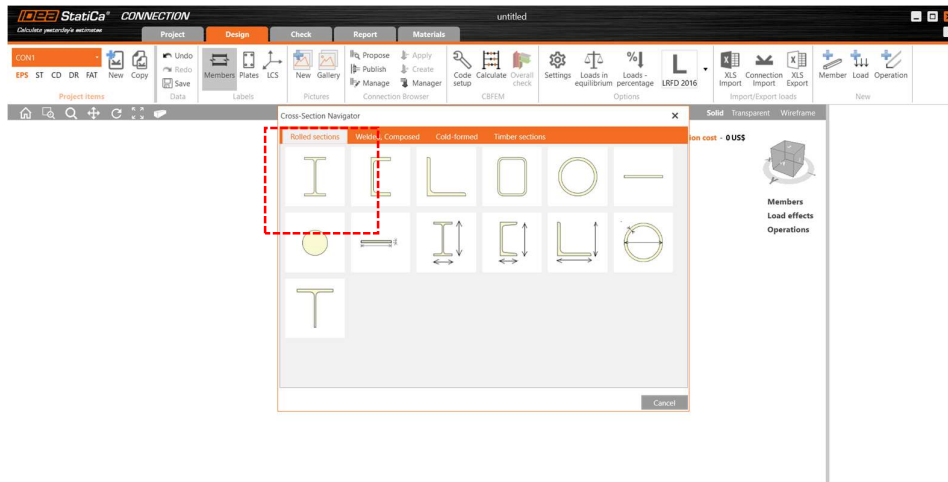 IDEA StatiCa® CONNECTION
untitled
Calculate yesterday's estimates
Project
Design
Check
Report
Materials
CON1
EPS ST CD DR FAT
New
Copy
Project Items
Undo
Redo
Save
Data
Members
Plates
LCS
Labels
New
Gallery
Pictures
Propose
Publish
Manage
Apply
Create
Manager
Connection Browser
Code setup
Calculate
Overall check
CBFEM
Settings
Loads in equilibrium
Loads - percentage
LRFD 2016
Options
XLS Import
Connection Import
XLS Export
Import/Export loads
Member
Load
Operation
New
Cross-Section Navigator
Solid Transparent Wireframe
Rolled sections
Composed
Cold-formed
Timber sections
cost - 0 US$
Members
Load effects
Operations
Cancel